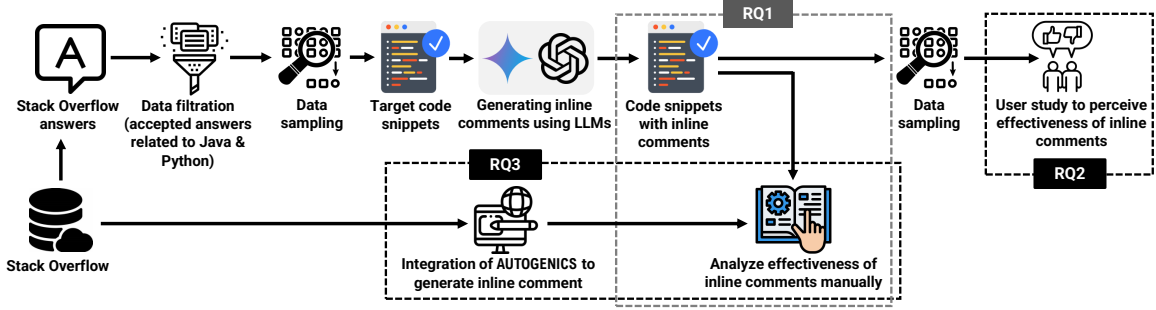 RQ1
A
Stack Overflow
answers
Data filtration
(accepted answers
related to Java &
Python)
Data
sampling
Target code
snippets
Generating inline
comments using LLMs
Code snippets
with inline
comments
Data
sampling
User study to perceive
effectiveness of inline
comments
RQ2
RQ3
Stack Overflow
Integration of AUTOGENICS to
generate inline comment
Analyze effectiveness of
inline comments manually